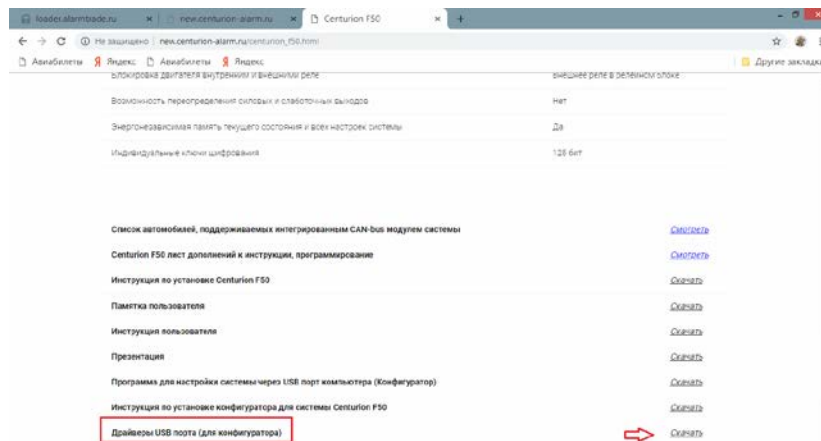 loader.alarmtrade.ru
new.centurion-alarm.ru
Centurion F50
Не защищено | new.centurion-alarm.ru/centurion_f50.html
Авиабилеты Яндекс Авиабилеты Яндекс Другие закладки
Блокировка двигателя внутренним и внешними реле внешнее реле в релейном блоке
Возможность переопределения силовых и слаботочных выходов Нет
Энергонезависимая память текущего состояния и всех настроек системы Да
Индивидуальные ключи шифрования 128 бит
Список автомобилей, поддерживаемых интегрированным CAN-bus модулем системы Смотреть
Centurion F50 лист дополнений к инструкции, программирование Смотреть
Инструкция по установке Centurion F50 Скачать
Памятка пользователя Скачать
Инструкция пользователя Скачать
Презентация Скачать
Программа для настройки системы через USB порт компьютера (Конфигуратор) Скачать
Инструкция по установке конфигуратора для системы Centurion F50 Скачать
Драйверы USB порта (для конфигуратора) Скачать